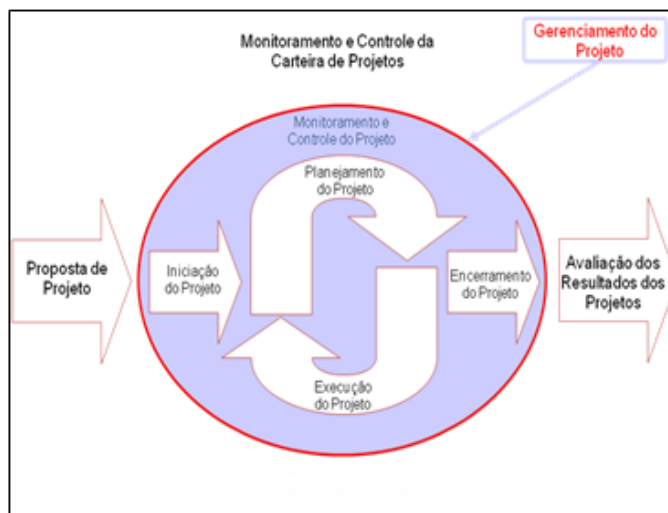 Monitoramento e Controle da
Carteira de Projetos
Gerenciamento do
Projeto
Monitoramento e
Controle do Projeto
Planejamento
do Projeto
Proposta de
Projeto
Iniciação
do Projeto
Encerramento
do Projeto
Avaliação dos
Resultados dos
Projetos
Execução
do Projeto